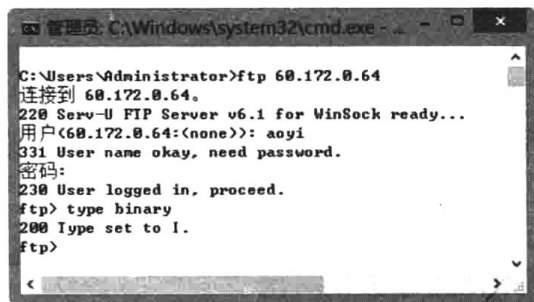 管理员: C:\Windows\system32\cmd.exe - ...
C:\Users\Administrator>ftp 60.172.0.64
连接到 60.172.0.64。
220 Serv-U FTP Server v6.1 for WinSock ready...
用户(60.172.0.64:(none)): aoyi
331 User name okay, need password.
密码:
230 User logged in, proceed.
ftp> type binary
200 Type set to I.
ftp>